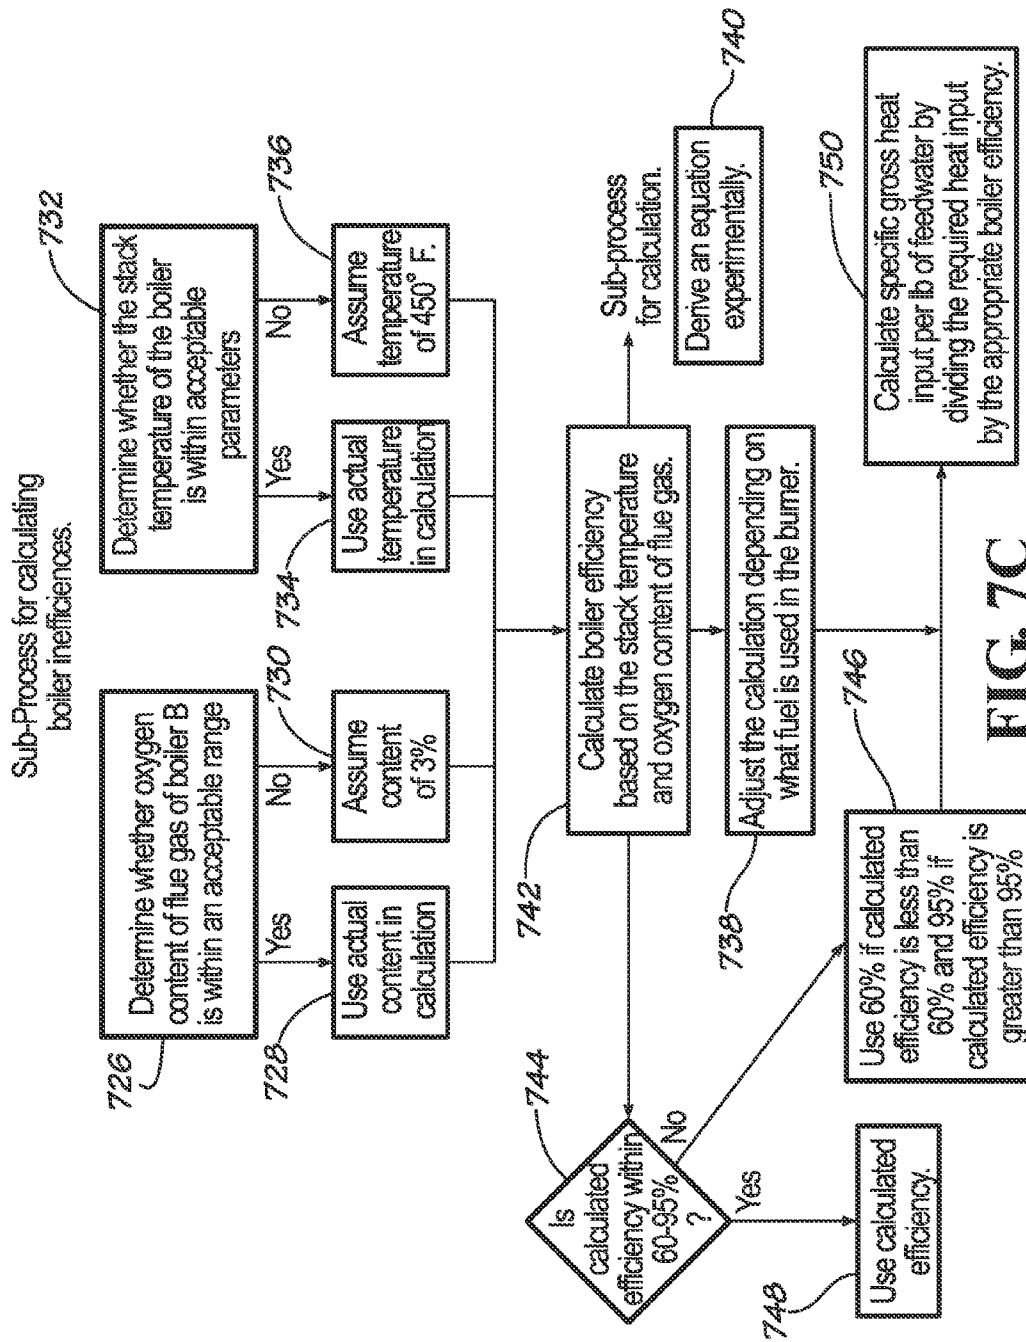 Sub-Process for calculating
boiler inefficiences.
726
Determine whether oxygen
content of flue gas of boiler B
is within an acceptable range
732
Determine whether the stack
temperature of the boiler
is within acceptable
parameters
Yes
No
Yes
No
728
Use actual
content in
calculation
730
Assume
content
of 3%
734
Use actual
temperature
in calculation
736
Assume
temperature
of 450° F.
742
Calculate boiler efficiency
based on the stack temperature
and oxygen content of flue gas.
Sub-process
for calculation.
740
Derive an equation
experimentally.
744
Is
calculated
efficiency within
60-95%
?
No
Yes
738
Adjust the calculation depending on
what fuel is used in the burner.
748
Use calculated
efficiency.
746
Use 60% if calculated
efficiency is less than
60% and 95% if
calculated efficiency is
greater than 95%
750
Calculate specific gross heat
input per lb of feedwater by
dividing the required heat input
by the appropriate boiler efficiency.
FIG. 7C